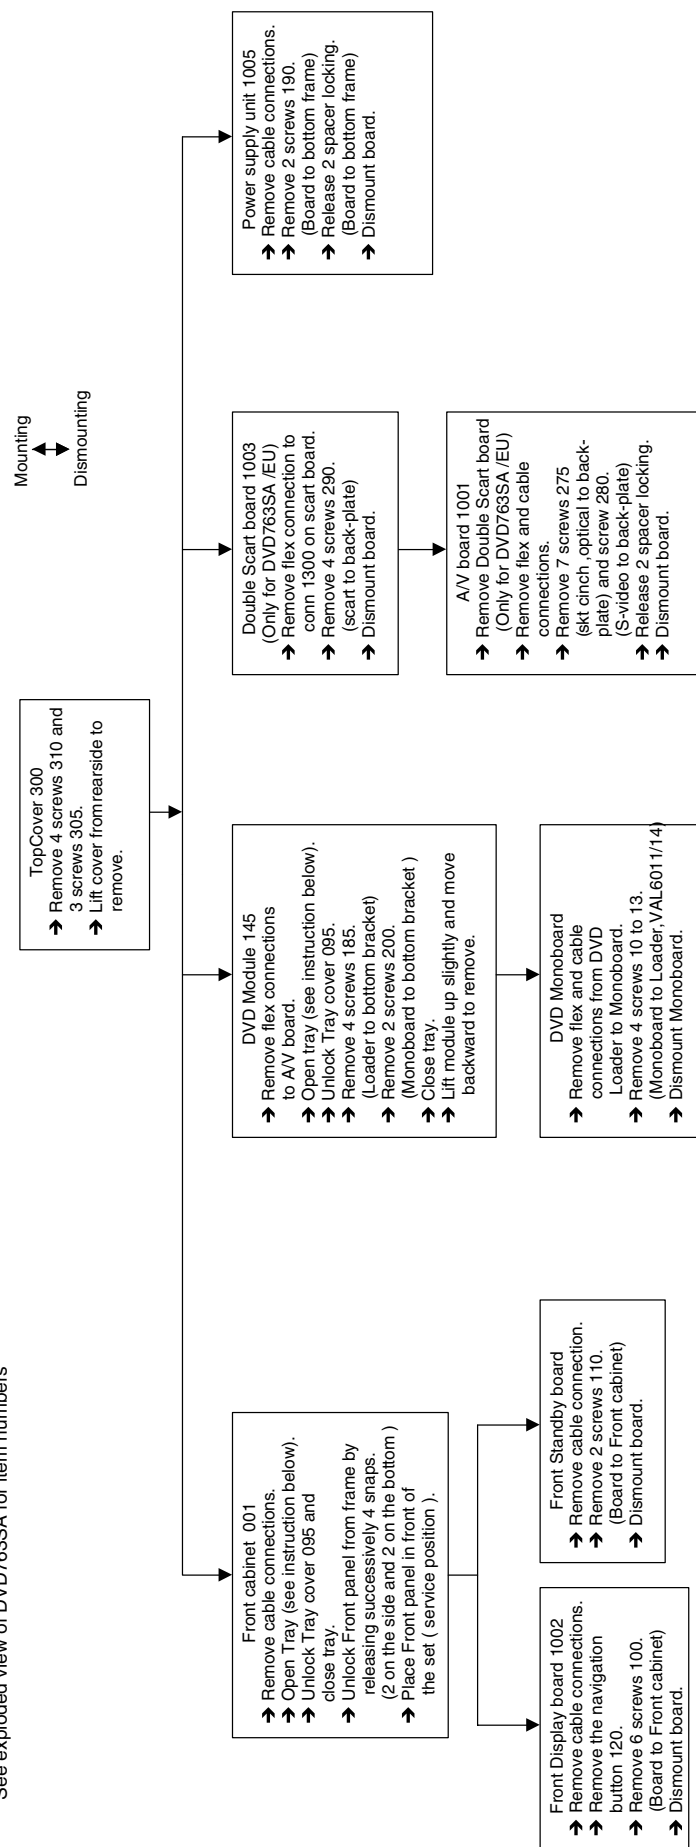 See exploded view of DVD763SA for item numbers
Mounting
Dismounting
TopCover 300
➔ Remove 4 screws 310 and
3 screws 305.
➔ Lift cover from rearside to
remove.
Front cabinet 001
➔ Remove cable connections.
➔ Open Tray (see instruction below).
➔ Unlock Tray cover 095 and
close tray.
➔ Unlock Front panel from frame by
releasing successively 4 snaps.
(2 on the side and 2 on the bottom )
➔ Place Front panel in front of
the set ( service position ).
DVD Module 145
➔ Remove flex connections
to A/V board.
➔ Open tray (see instruction below).
➔ Unlock Tray cover 095.
➔ Remove 4 screws 185.
(Loader to bottom bracket)
➔ Remove 2 screws 200.
(Monoboard to bottom bracket )
➔ Close tray.
➔ Lift module up slightly and move
backward to remove.
Double Scart board 1003
(Only for DVD763SA /EU)
➔ Remove flex connection to
conn 1300 on scart board.
➔ Remove 4 screws 290.
(scart to back-plate)
➔ Dismount board.
Power supply unit 1005
➔ Remove cable connections.
➔ Remove 2 screws 190.
(Board to bottom frame)
➔ Release 2 spacer locking.
(Board to bottom frame)
➔ Dismount board.
Front Display board 1002
➔ Remove cable connections.
➔ Remove the navigation
button 120.
➔ Remove 6 screws 100.
(Board to Front cabinet)
➔ Dismount board.
Front Standby board
➔ Remove cable connection.
➔ Remove 2 screws 110.
(Board to Front cabinet)
➔ Dismount board.
DVD Monoboard
➔ Remove flex and cable
connections from DVD
Loader to Monoboard.
➔ Remove 4 screws 10 to 13.
(Monoboard to Loader,VAL6011/14)
➔ Dismount Monoboard.
A/V board 1001
➔ Remove Double Scart board
(Only for DVD763SA /EU)
➔ Remove flex and cable
connections.
➔ Remove 7 screws 275
(skt cinch ,optical to back-
plate) and screw 280.
(S-video to back-plate)
➔ Release 2 spacer locking.
➔ Dismount board.